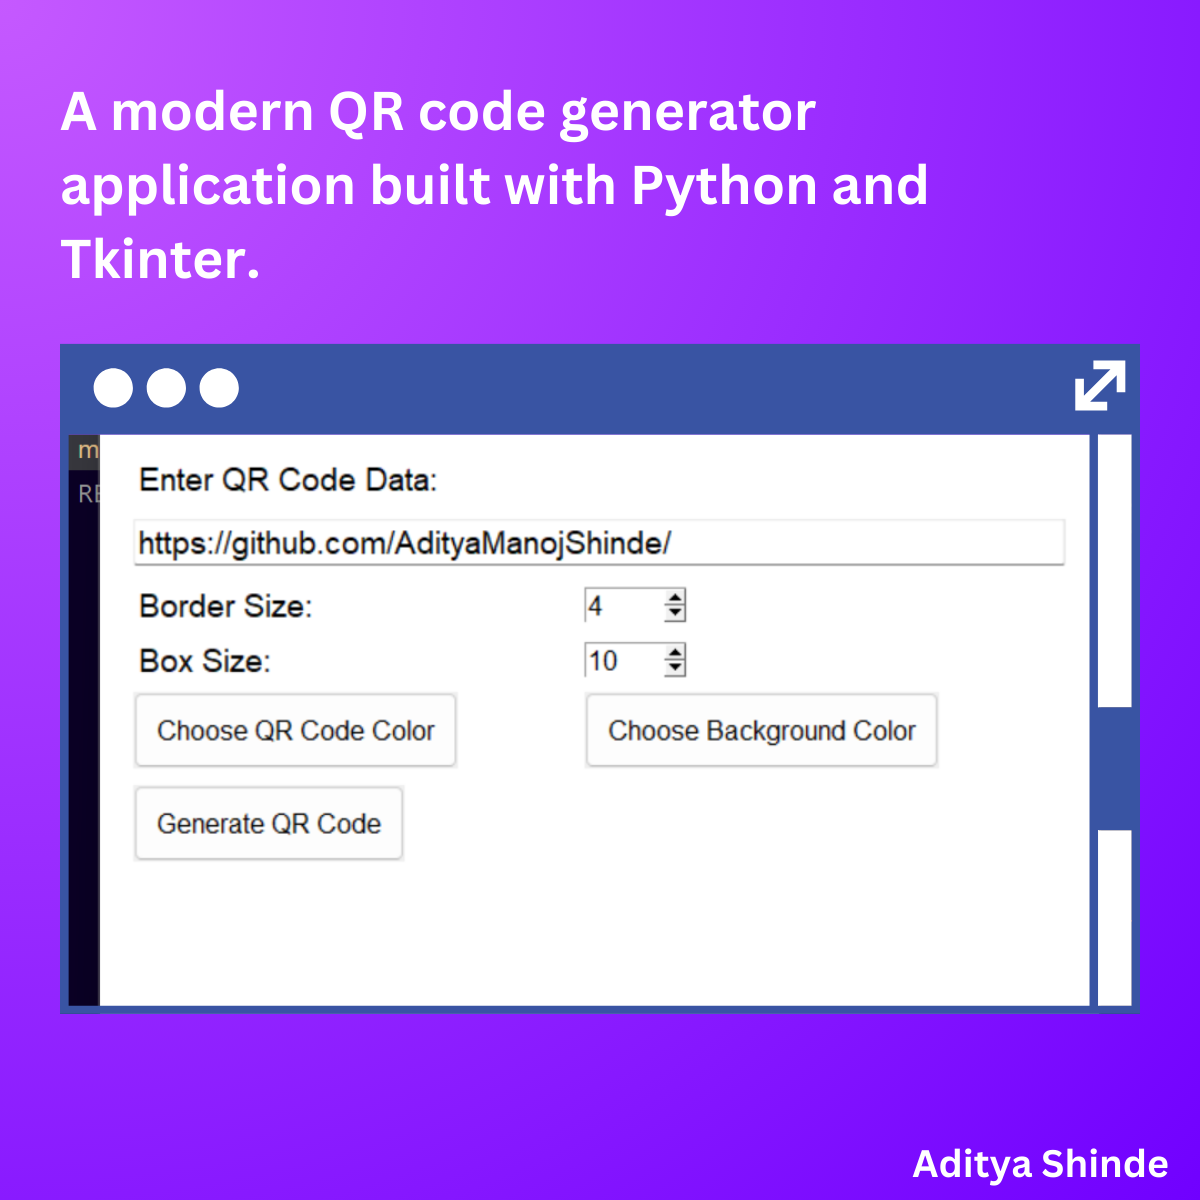 A modern QR code generator
application built with Python and
Tkinter.
m
RE
Enter QR Code Data:
https://github.com/AdityaManojShinde/
Border Size: 4
Box Size: 10
Choose QR Code Color Choose Background Color
Generate QR Code
Aditya Shinde